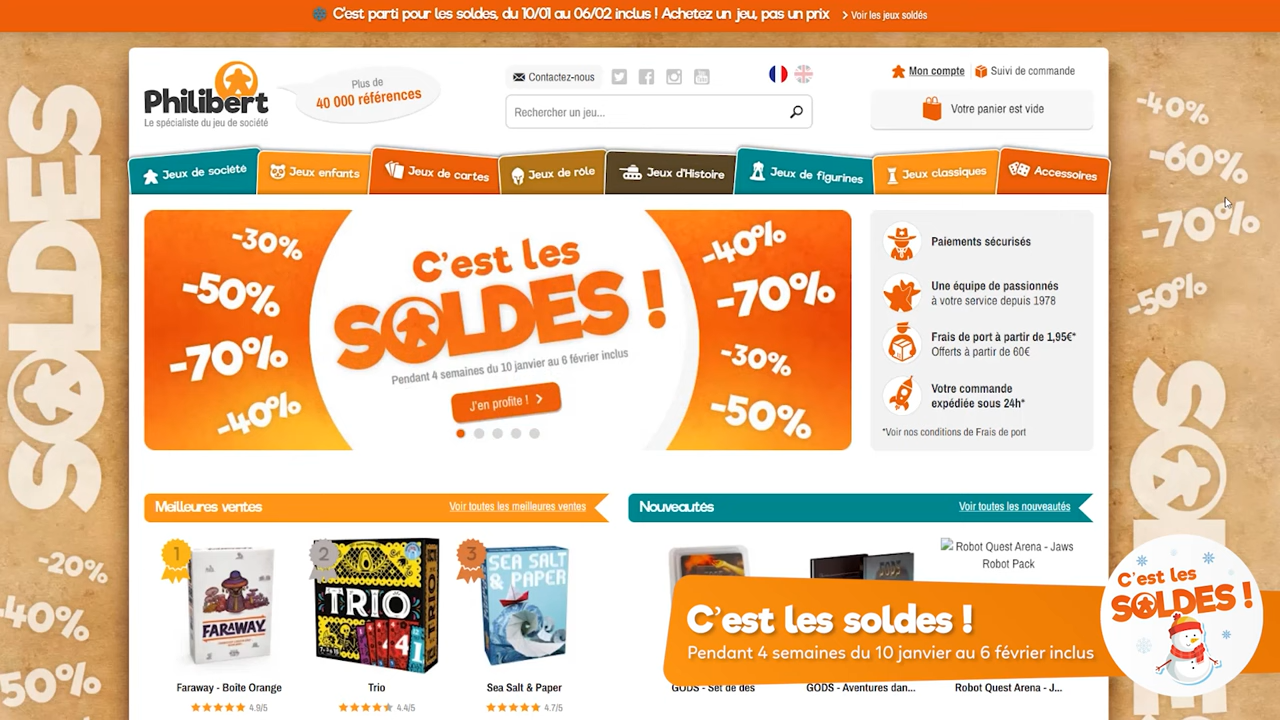 C'est parti pour les soldes, du 10/01 au 06/02 inclus ! Achetez un jeu, pas un prix
Voir les jeux soldés
Philibert
Le spécialiste du jeu de société
Plus de
40 000 références
Contactez-nous
You
Rechercher un jeu...
Mon compte
Suivi de commande
Votre panier est vide
Jeux de société
Jeux enfants
Jeux de cartes
Jeux de rôle
Jeux d'Histoire
Jeux de figurines
Jeux classiques
Accessoires
SOLDES
-20%
-40%
50%
-40%
-60%
-70%
-50%
-30%
-50%
-70%
-40%
C'est les
SOLDES !
Pendant 4 semaines du 10 janvier au 6 février inclus
J'en profite !
-40%
-70%
-30%
-50%
Paiements sécurisés
Une équipe de passionnés
à votre service depuis 1978
Frais de port à partir de 1,95€*
Offerts à partir de 60€
Votre commande
expédiée sous 24h*
*Voir nos conditions de Frais de port
Meilleures ventes
Voir toutes les meilleures ventes
Nouveautés
Voir toutes les nouveautés
1
FARAWAY
2
TRIO
3
SEA SALT
& PAPER
Robot Quest Arena - Jaws
Robot Pack
Faraway - Boite Orange
4.9/5
Trio
4.4/5
Sea Salt & Paper
4.7/5
GODS - Set de dés
GODS - Aventures dan...
Robot Quest Arena - J...
C'est les soldes !
Pendant 4 semaines du 10 janvier au 6 février inclus
C'est les
SOLDES !